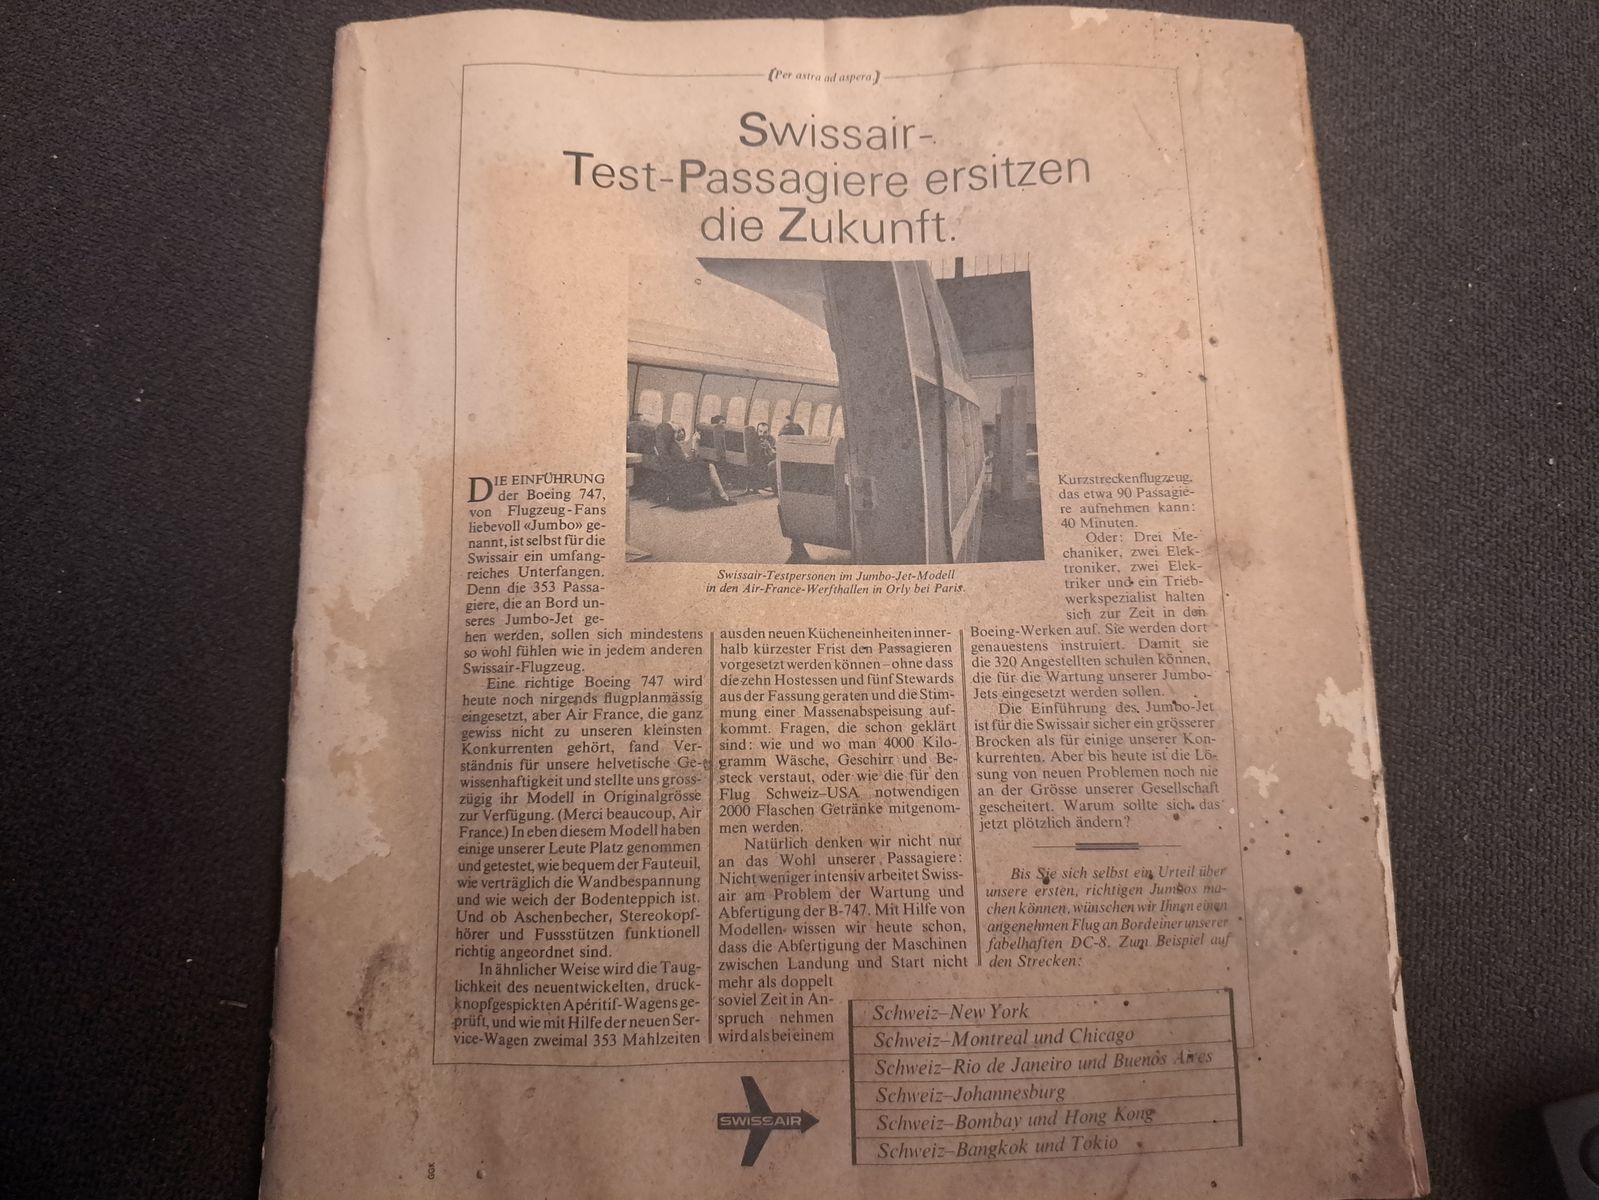 (Per astra ad aspera.)
Swissair-
Test-Passagiere ersitzen
die Zukunft.
DIE EINFÜHRUNG
der Boeing 747,
von Flugzeug-Fans
liebevoll «Jumbo» ge-
nannt, ist selbst für die
Swissair ein umfang-
reiches Unterfangen.
Denn die 353 Passa-
giere, die an Bord un-
seres Jumbo-Jet ge-
hen werden, sollen sich mindestens
so wohl fühlen wie in jedem anderen
Swissair-Flugzeug.
Eine richtige Boeing 747 wird
heute noch nirgends flugplanmässig
eingesetzt, aber Air France, die ganz
gewiss nicht zu unseren kleinsten
Konkurrenten gehört, fand Ver-
ständnis für unsere helvetische Ge-
wissenhaftigkeit und stellte uns gross-
zügig ihr Modell in Originalgrösse
zur Verfügung. (Merci beaucoup, Air
France.) In eben diesem Modell haben
einige unserer Leute Platz genommen
und getestet, wie bequem der Fauteuil,
wie verträglich die Wandbespannung
und wie weich der Bodenteppich ist.
Und ob Aschenbecher, Stereokopf-
hörer und Fussstützen funktionell
richtig angeordnet sind.
In ähnlicher Weise wird die Taug-
lichkeit des neuentwickelten, druck-
knopfgespickten Apéritif-Wagens ge-
prüft, und wie mit Hilfe der neuen Ser-
vice-Wagen zweimal 353 Mahlzeiten
Swissair-Testpersonen im Jumbo-Jet-Modell
in den Air-France-Werfthallen in Orly bei Paris.
aus den neuen Kücheneinheiten inner-
halb kürzester Frist den Passagieren
vorgesetzt werden können – ohne dass
die zehn Hostessen und fünf Stewards
aus der Fassung geraten und die Stim-
mung einer Massenabspeisung auf-
kommt. Fragen, die schon geklärt
sind: wie und wo man 4000 Kilo-
gramm Wäsche, Geschirr und Be-
steck verstaut, oder wie die für den
Flug Schweiz–USA notwendigen
2000 Flaschen Getränke mitgenom-
men werden.
Natürlich denken wir nicht nur
an das Wohl unserer Passagiere:
Nicht weniger intensiv arbeitet Swiss-
air am Problem der Wartung und
Abfertigung der B-747. Mit Hilfe von
Modellen wissen wir heute schon,
dass die Abfertigung der Maschinen
zwischen Landung und Start nicht
mehr als doppelt
soviel Zeit in An-
spruch nehmen
wird als bei einem
Kurzstreckenflugzeug,
das etwa 90 Passagie-
re aufnehmen kann:
40 Minuten.
Oder: Drei Me-
chaniker, zwei Elek-
troniker, zwei Elek-
triker und ein Trieb-
werkspezialist halten
sich zur Zeit in den
Boeing-Werken auf. Sie werden dort
genauestens instruiert. Damit sie
die 320 Angestellten schulen können,
die für die Wartung unserer Jumbo-
Jets eingesetzt werden sollen.
Die Einführung des Jumbo-Jet
ist für die Swissair sicher ein grösserer
Brocken als für einige unserer Kon-
kurrenten. Aber bis heute ist die Lö-
sung von neuen Problemen noch nie
an der Grösse unserer Gesellschaft
gescheitert. Warum sollte sich das
jetzt plötzlich ändern?
Bis Sie sich selbst ein Urteil über
unsere ersten, richtigen Jumbos ma-
chen können, wünschen wir Ihnen einen
angenehmen Flug an Bord einer unserer
fabelhaften DC-8. Zum Beispiel auf
den Strecken:
Schweiz–New York
Schweiz–Montreal und Chicago
Schweiz–Rio de Janeiro und Buenos Aires
Schweiz–Johannesburg
Schweiz–Bombay und Hong Kong
Schweiz–Bangkok und Tokio
SWISSAIR
GGK